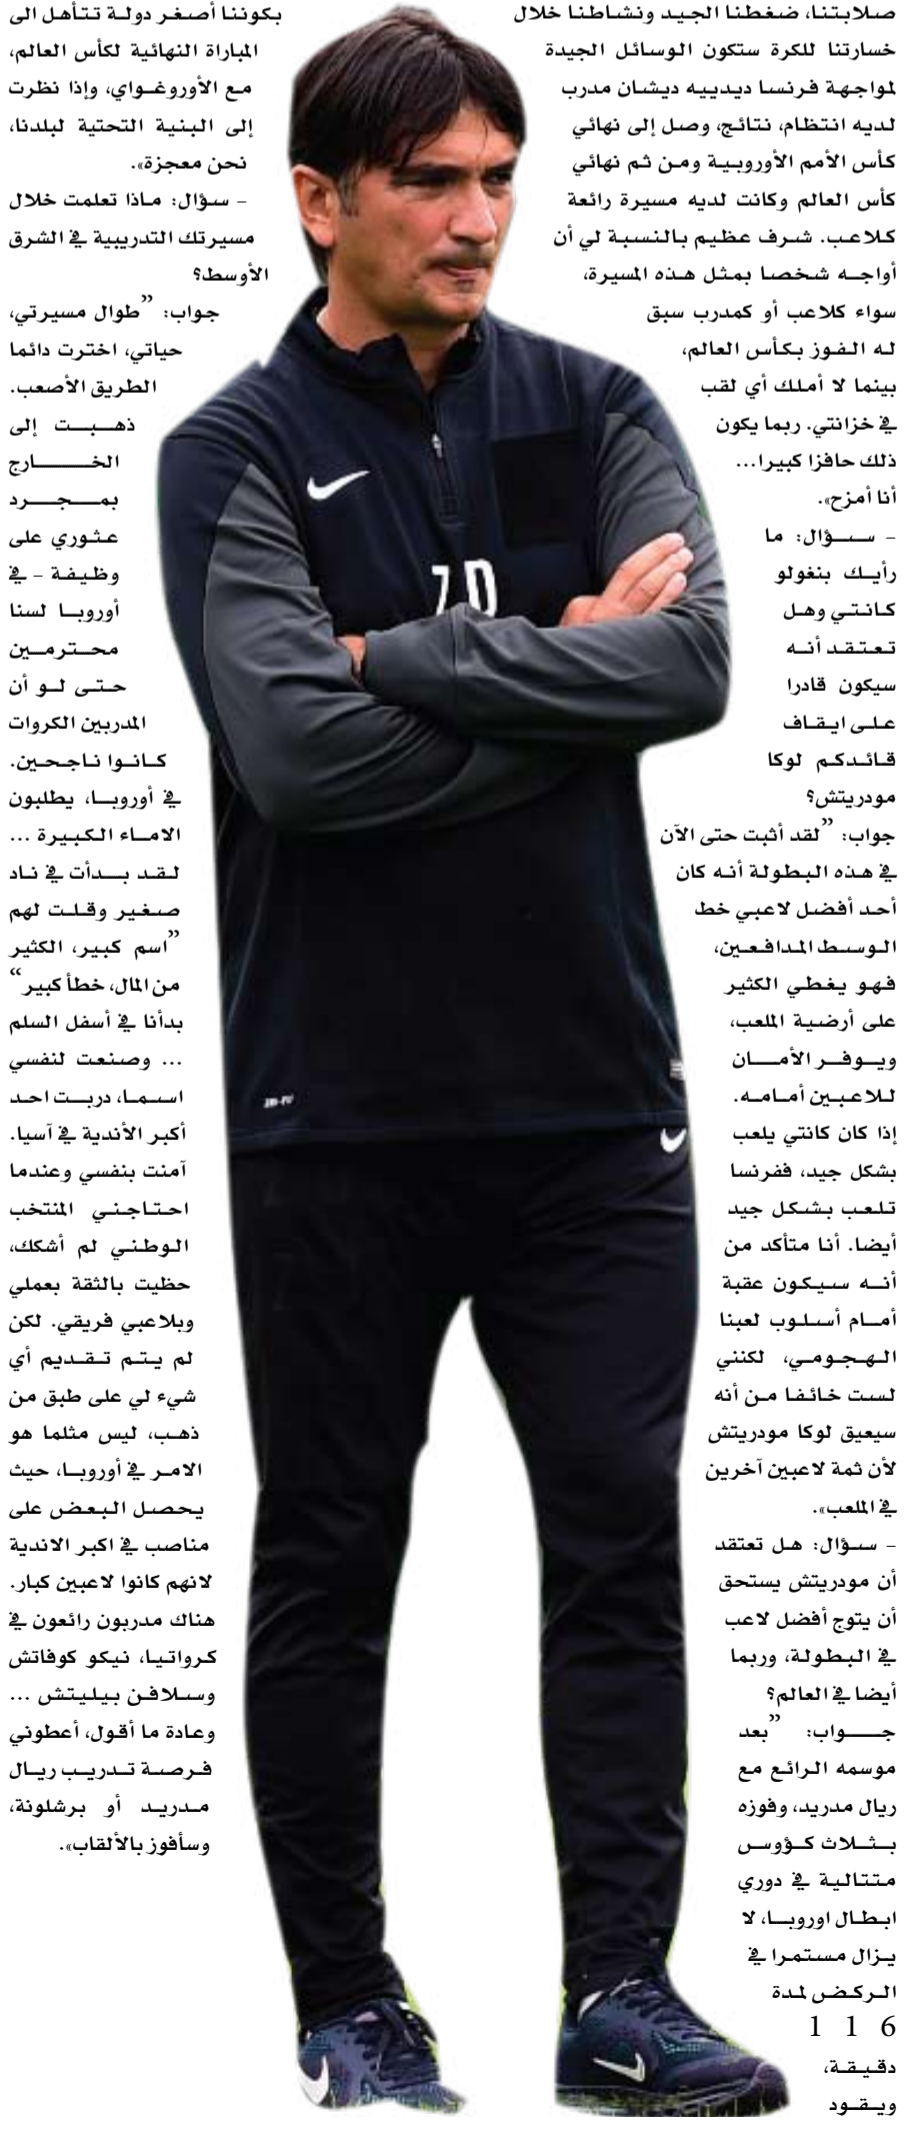 صلابتنا، ضغطنا الجيد ونشاطنا خلال
خسارتنا للكرة ستكون الوسائل الجيدة
لمواجهة فرنسا ديدييه ديشان مدرب
لديه انتظام، نتائج، وصل إلى نهائي
كأس الأمم الأوروبية ومن ثم نهائي
كأس العالم وكانت لديه مسيرة رائعة
كلاعب. شرف عظيم بالنسبة لي أن
أواجه شخصا بمثل هذه المسيرة،
سواء كلاعب أو كمدرب سبق
له الفوز بكأس العالم،
بينما لا أملك أي لقب
في خزانتي. ربما يكون
ذلك حافزا كبيرا...
أنا أمزح».
- سؤال: ما
رأيك بنغولو
كانتي وهل
تعتقد أنه
سيكون قادرا
على ايقاف
قائدكم لوكا
مودريتش؟
جواب: ”لقد أثبت حتى الآن
في هذه البطولة أنه كان
أحد أفضل لاعبي خط
الوسط المدافعين،
فهو يغطي الكثير
على أرضية الملعب،
ويوفر الأمان
للاعبين أمامه.
إذا كان كانتي يلعب
بشكل جيد، ففرنسا
تلعب بشكل جيد
أيضا. أنا متأكد من
أنه سيكون عقبة
أمام أسلوب لعبنا
الهجومي، لكنني
لست خائفا من أنه
سيعيق لوكا مودريتش
لأن ثمة لاعبين آخرين
في الملعب».
- سؤال: هل تعتقد
أن مودريتش يستحق
أن يتوج أفضل لاعب
في البطولة، وربما
أيضا في العالم؟
جواب: ”بعد
موسمه الرائع مع
ريال مدريد، وفوزه
بثلاث كؤوس
متتالية في دوري
ابطال اوروبا، لا
يزال مستمرا في
الركض لمدة
1 1 6
دقيقة،
ويقود
بكوننا أصغر دولة تتأهل الى
المباراة النهائية لكأس العالم،
مع الأوروغواي، وإذا نظرت
إلى البنية التحتية لبلدنا،
نحن معجزة».
- سؤال: ماذا تعلمت خلال
مسيرتك التدريبية في الشرق
الأوسط؟
جواب: ”طوال مسيرتي،
حياتي، اخترت دائما
الطريق الأصعب.
ذهبت إلى
الخارج
بمجرد
عثوري على
وظيفة - في
أوروبا لسنا
محترمين
حتى لو أن
المدربين الكروات
كانوا ناجحين.
في أوروبا، يطلبون
الاماء الكبيرة ...
لقد بدأت في ناد
صغير وقلت لهم
”اسم كبير، الكثير
من المال، خطأ كبير“
بدأنا في أسفل السلم
... وصنعت لنفسي
اسما، دربت احد
أكبر الأندية في آسيا.
آمنت بنفسي وعندما
احتاجني المنتخب
الوطني لم أشكك،
حظيت بالثقة بعملي
وبلاعبي فريقي. لكن
لم يتم تقديم أي
شيء لي على طبق من
ذهب، ليس مثلما هو
الامر في أوروبا، حيث
يحصل البعض على
مناصب في اكبر الاندية
لانهم كانوا لاعبين كبار.
هناك مدربون رائعون في
كرواتيا، نيكو كوفاتش
وسلافن بيليتش ...
وعادة ما أقول، أعطوني
فرصة تدريب ريال
مدريد أو برشلونة،
وسأفوز بالألقاب».